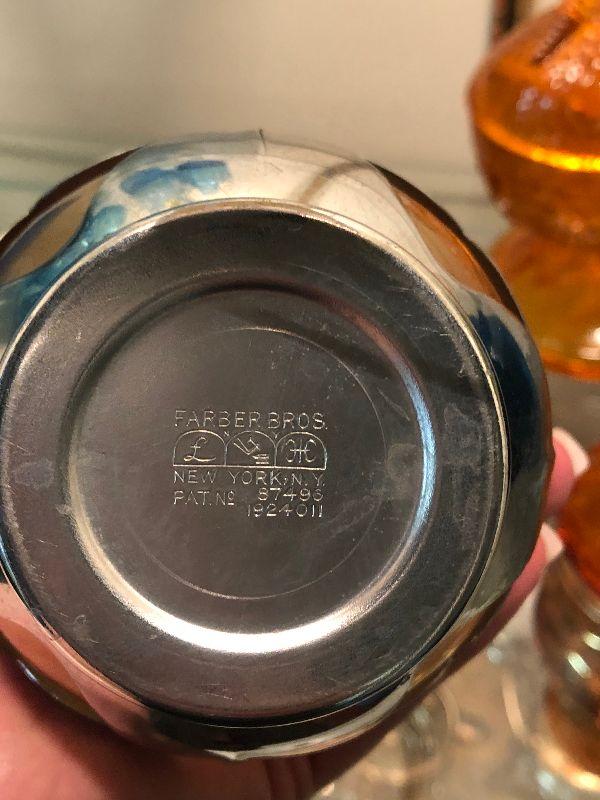 FARBER BROS.
L H
NEW YORK, N.Y.
PAT. Nº 87496
1924011